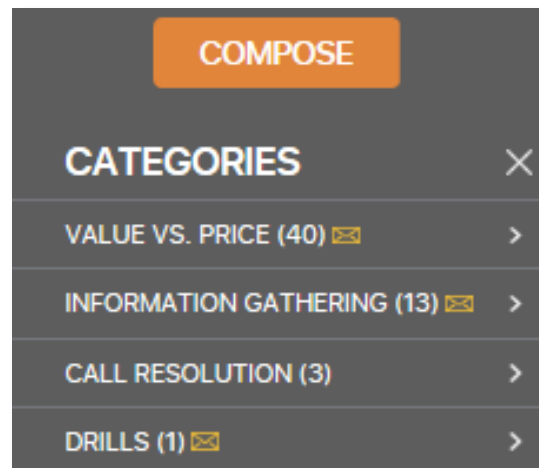 COMPOSE
CATEGORIES
VALUE VS. PRICE (40)
INFORMATION GATHERING (13)
CALL RESOLUTION (3)
DRILLS (1)